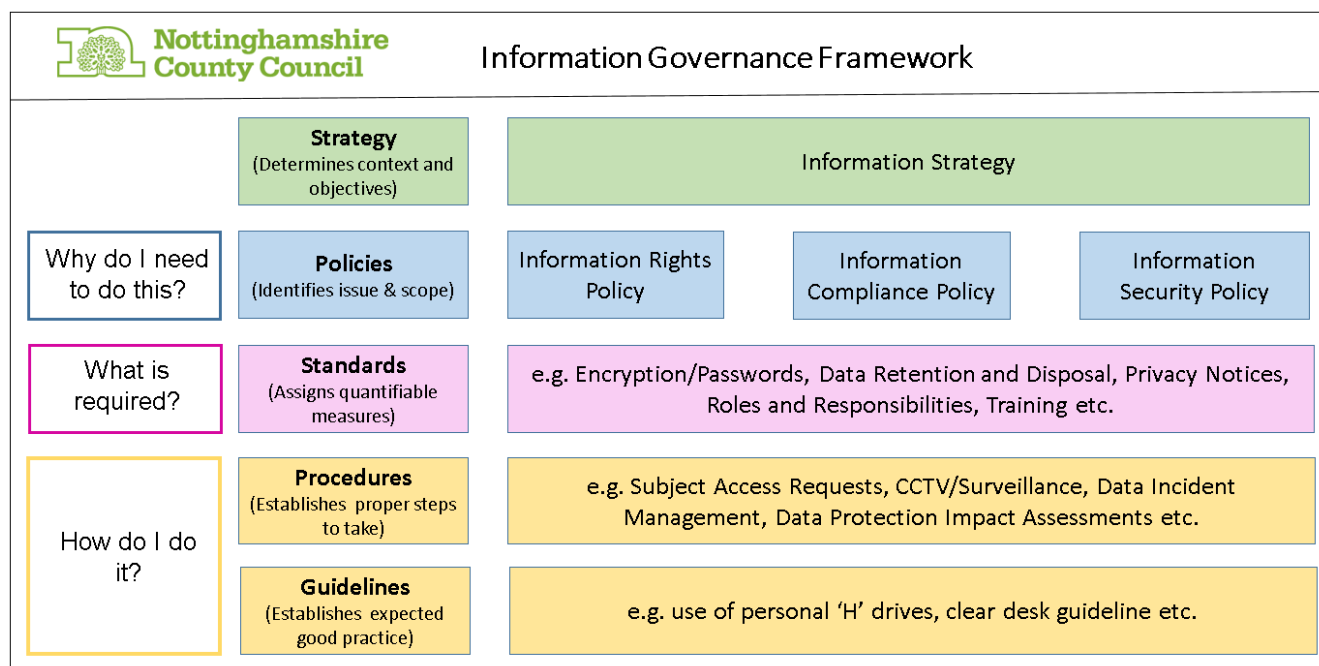 Nottinghamshire
County Council
Information Governance Framework
Strategy
(Determines context and
objectives)
Information Strategy
Why do I need
to do this?
Policies
(Identifies issue & scope)
Information Rights
Policy
Information
Compliance Policy
Information
Security Policy
What is
required?
Standards
(Assigns quantifiable
measures)
e.g. Encryption/Passwords, Data Retention and Disposal, Privacy Notices,
Roles and Responsibilities, Training etc.
How do I do
it?
Procedures
(Establishes proper steps
to take)
e.g. Subject Access Requests, CCTV/Surveillance, Data Incident
Management, Data Protection Impact Assessments etc.
Guidelines
(Establishes expected
good practice)
e.g. use of personal ‘H’ drives, clear desk guideline etc.